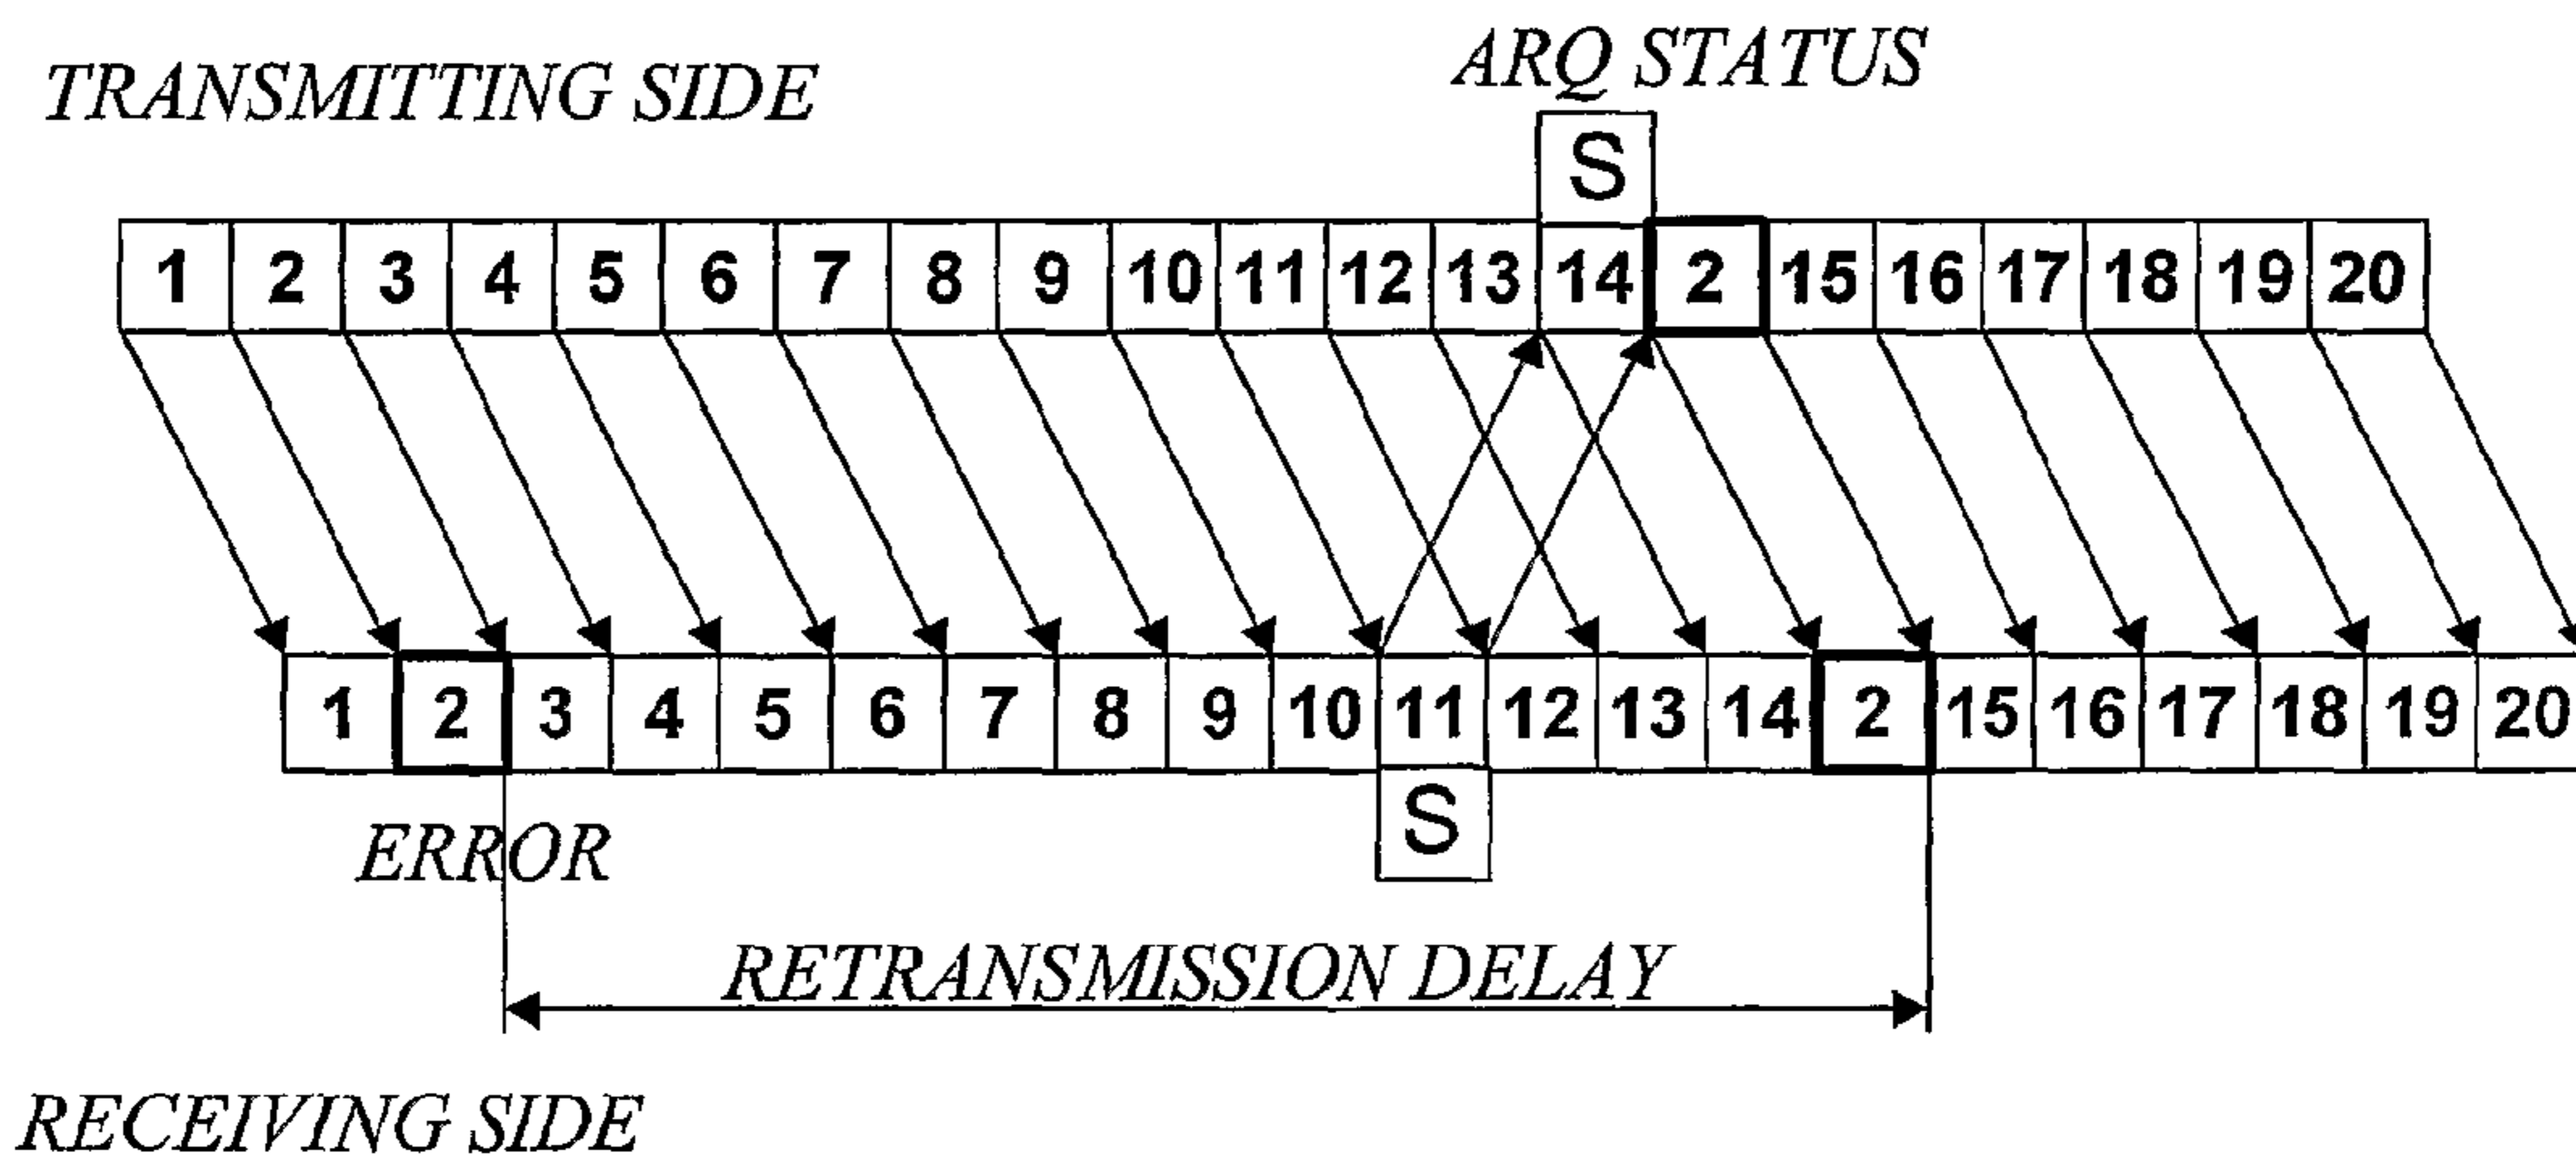 TRANSMITTING SIDE
ARQ STATUS
S
1 2 3 4 5 6 7 8 9 10 11 12 13 14 2 15 16 17 18 19 20
1 2 3 4 5 6 7 8 9 10 11 12 13 14 2 15 16 17 18 19 20
S
ERROR
RETRANSMISSION DELAY
RECEIVING SIDE